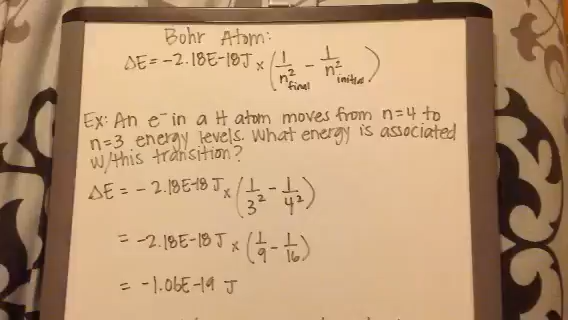 Bohr Atom:
ΔE = -2.18E-18J × (1/n²final - 1/n²initial)
Ex: An e⁻ in a H atom moves from n=4 to
n=3 energy levels. What energy is associated
w/this transition?
ΔE = - 2.18E-18 J × (1/3² - 1/4²)
= -2.18E-18 J × (1/9 - 1/16)
= -1.06E-19 J